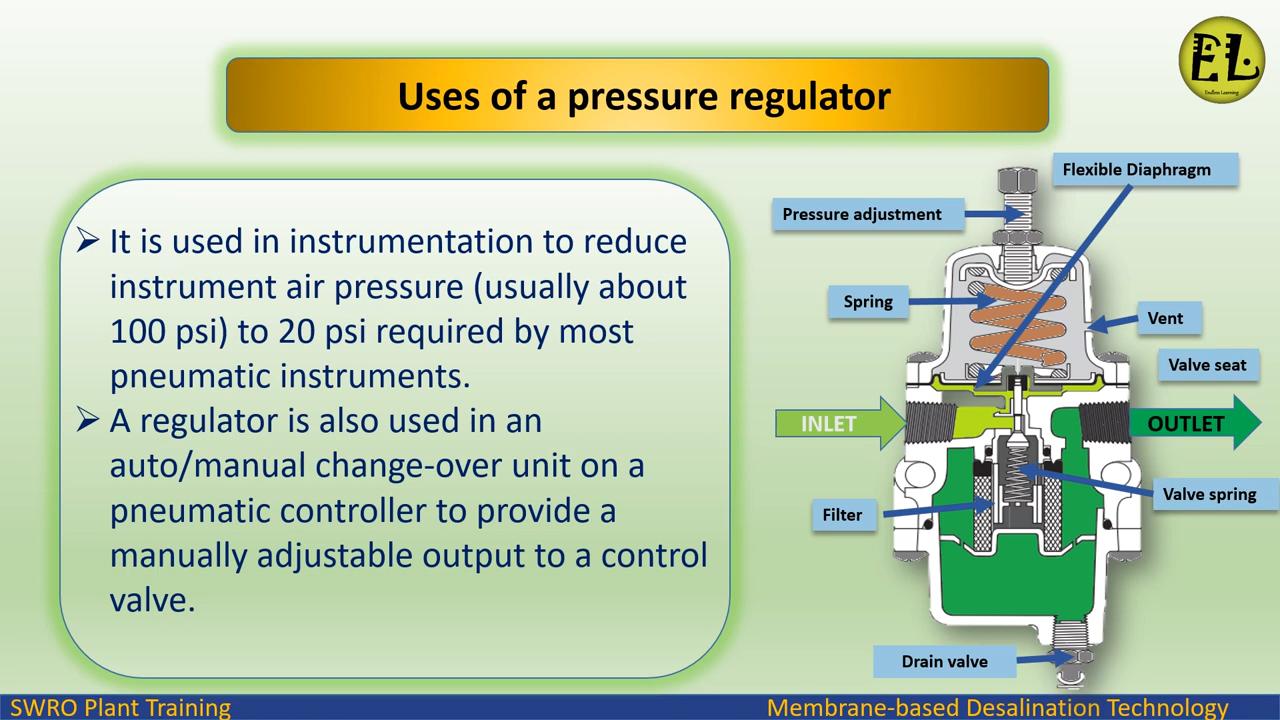 EL
Endless Learning
Uses of a pressure regulator
➢ It is used in instrumentation to reduce
instrument air pressure (usually about
100 psi) to 20 psi required by most
pneumatic instruments.
➢ A regulator is also used in an
auto/manual change-over unit on a
pneumatic controller to provide a
manually adjustable output to a control
valve.
Flexible Diaphragm
Pressure adjustment
Spring
Vent
Valve seat
INLET
OUTLET
Valve spring
Filter
Drain valve
SWRO Plant Training
Membrane-based Desalination Technology